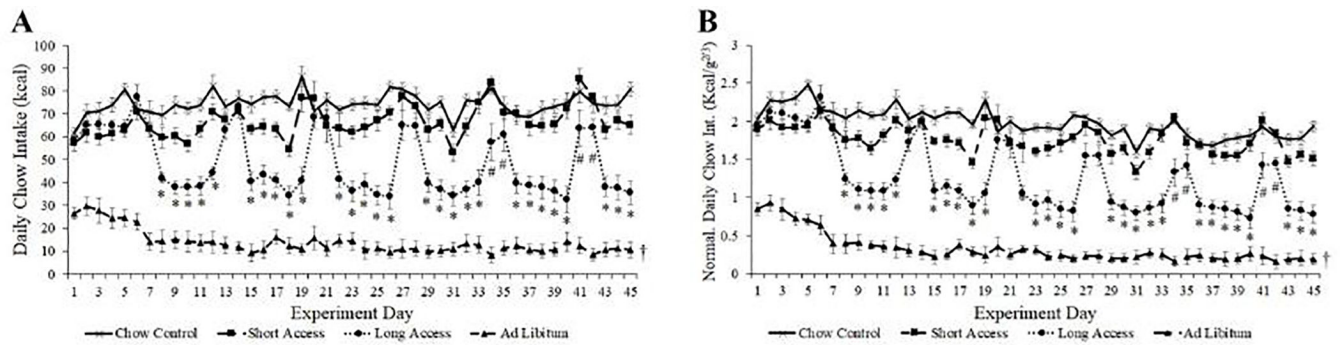 A
Daily Chow Intake (kcal)
100
90
80
70
60
50
40
30
20
10
0
* * * * * * * * * * * * * * * # # * * * * * # # * * *
†
1 3 5 7 9 11 13 15 17 19 21 23 25 27 29 31 33 35 37 39 41 43 45
Experiment Day
Chow Control Short Access Long Access Ad Libitum
B
Normal. Daily Chow Int. (Kcal/g^2/3)
3
2.5
2
1.5
1
0.5
0
†
1 3 5 7 9 11 13 15 17 19 21 23 25 27 29 31 33 35 37 39 41 43 45
Experiment Day
Chow Control Short Access Long Access Ad Libitum